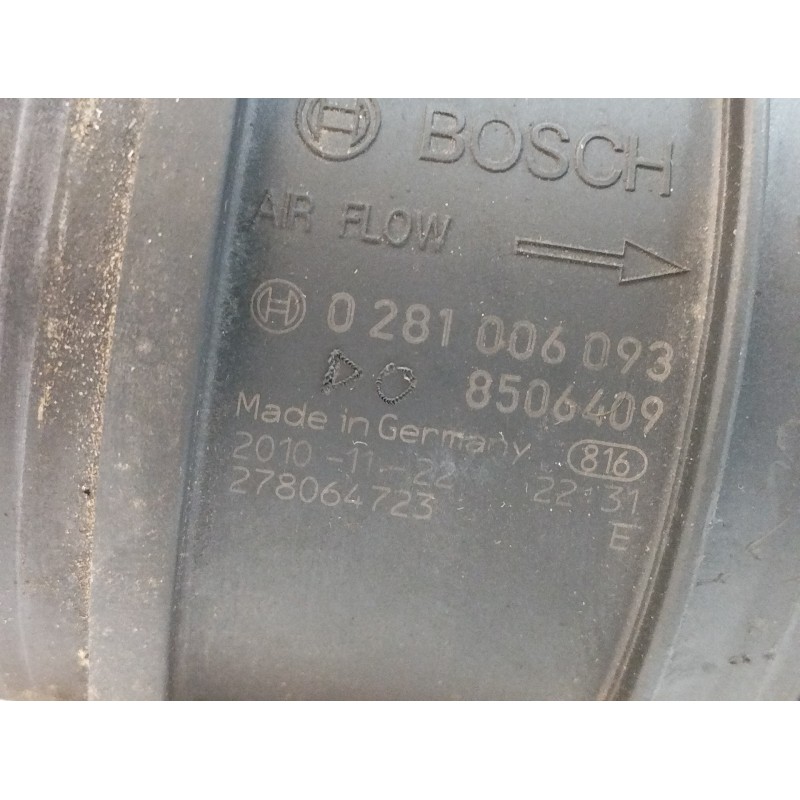 BOSCH
AIR FLOW
0 281 006 093
8506409
Made in Germany 816
2010-11-22 22:31
278064723 E